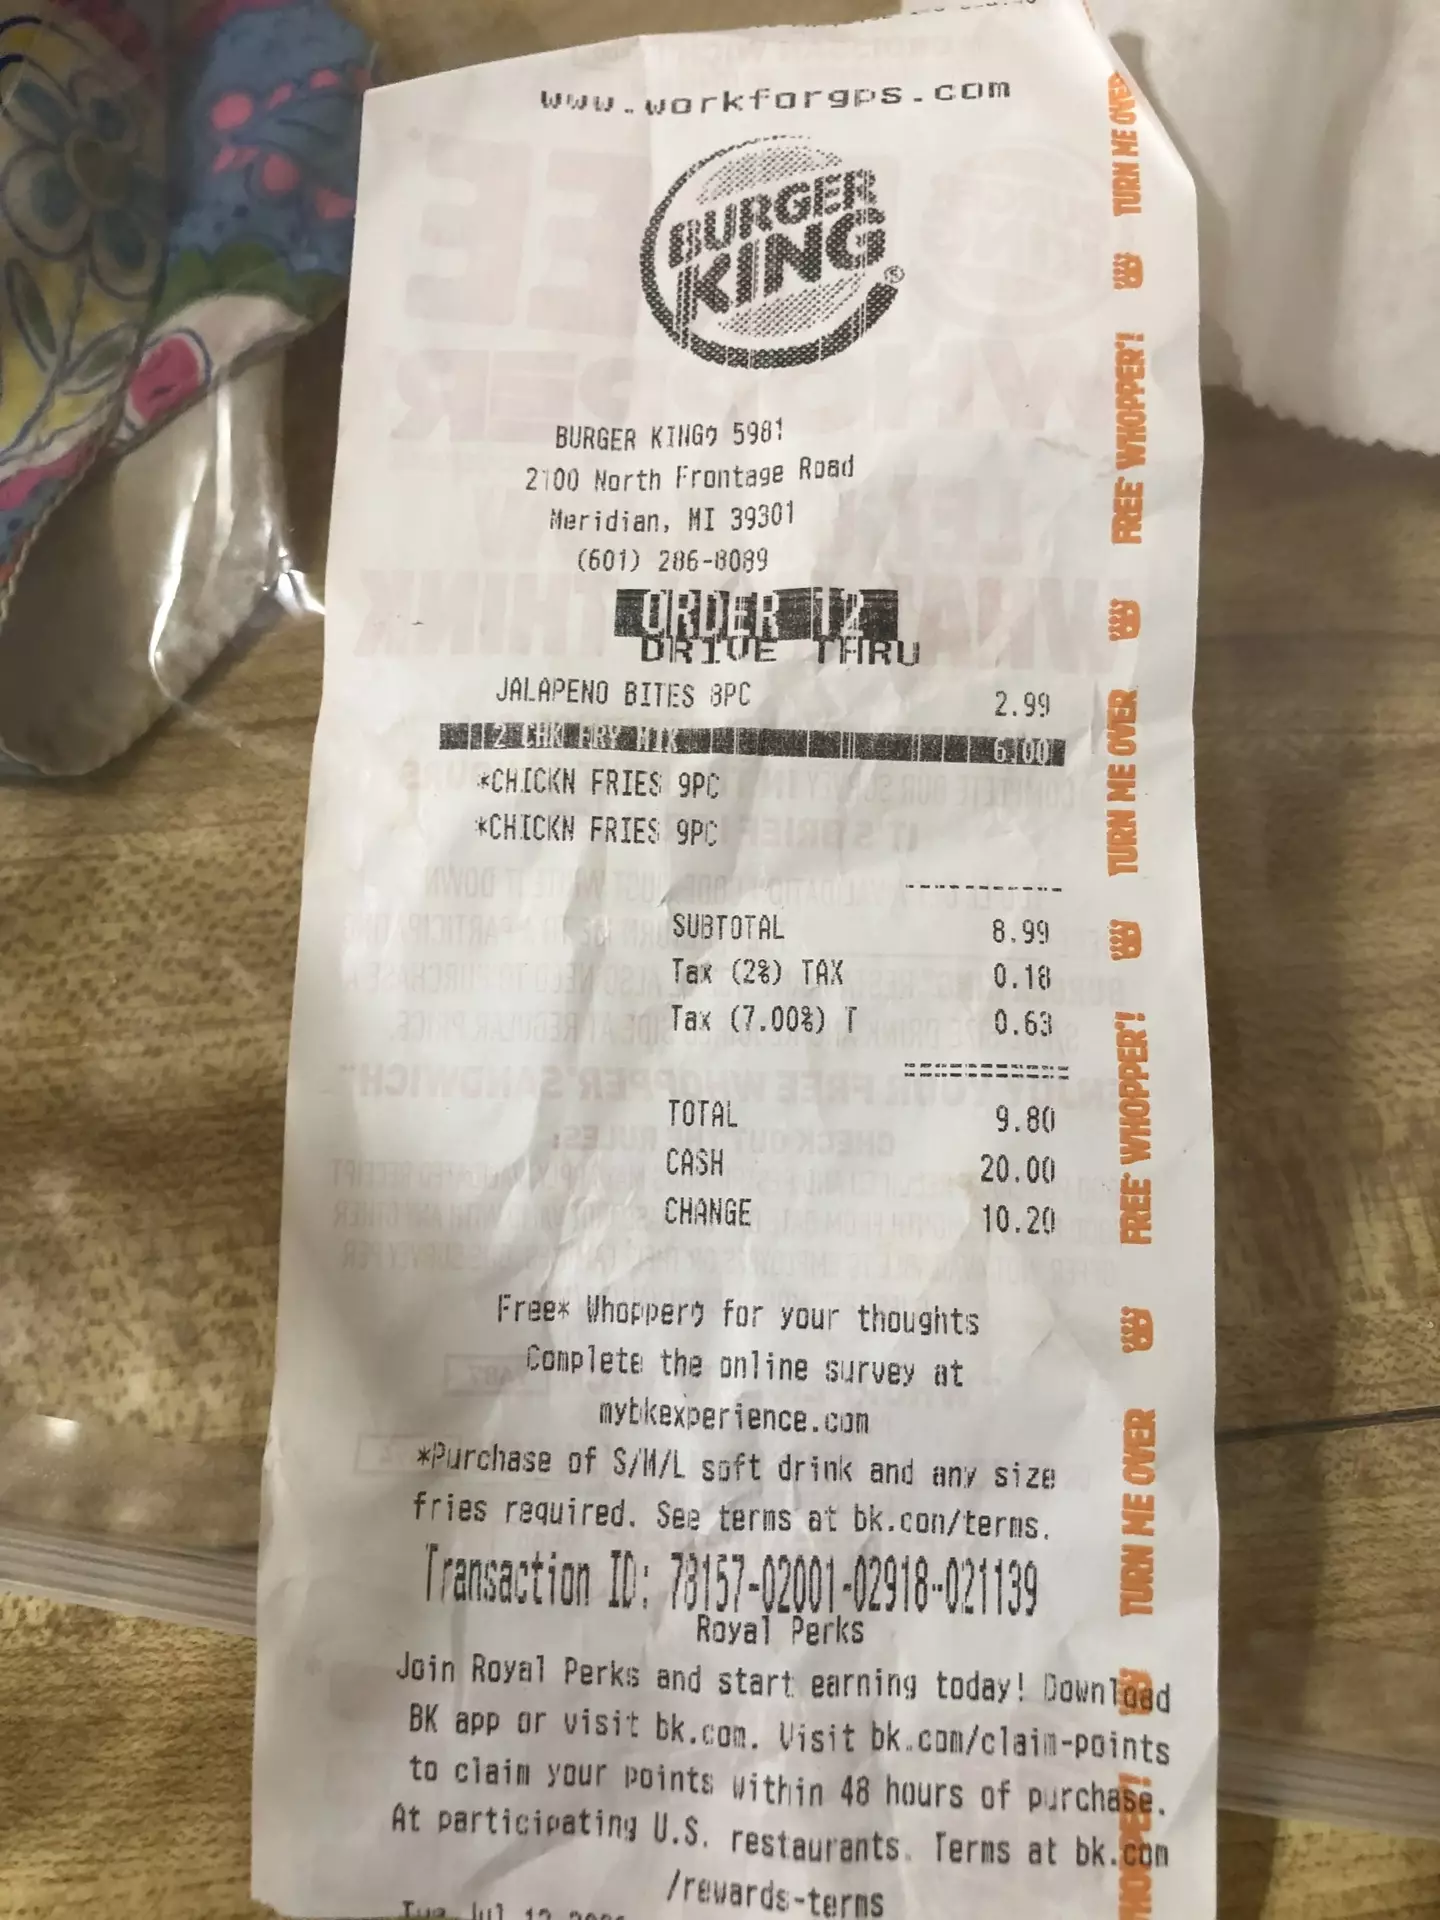 www.workforgps.com
BURGER
KING®
BURGER KING® 5981
2100 North Frontage Road
Meridian, MI 39301
(601) 286-8089
ORDER 12
DRIVE THRU
JALAPENO BITES 8PC 2.99
2 CHK FRY MIX 6.00
*CHICKN FRIES 9PC
*CHICKN FRIES 9PC
SUBTOTAL 8.99
Tax (2%) TAX 0.18
Tax (7.00%) T 0.63
TOTAL 9.80
CASH 20.00
CHANGE 10.20
Free* Whopper® for your thoughts
Complete the online survey at
mybkexperience.com
*Purchase of S/M/L soft drink and any size
fries required. See terms at bk.com/terms.
Transaction ID: 78157-02001-02918-021139
Royal Perks
Join Royal Perks and start earning today! Download
BK app or visit bk.com. Visit bk.com/claim-points
to claim your points within 48 hours of purchase.
At participating U.S. restaurants. Terms at bk.com
/rewards-terms
Tue Jul 12
TURN ME OVER
FREE WHOPPER!
TURN ME OVER
FREE WHOPPER!
TURN ME OVER
WHOPPER!